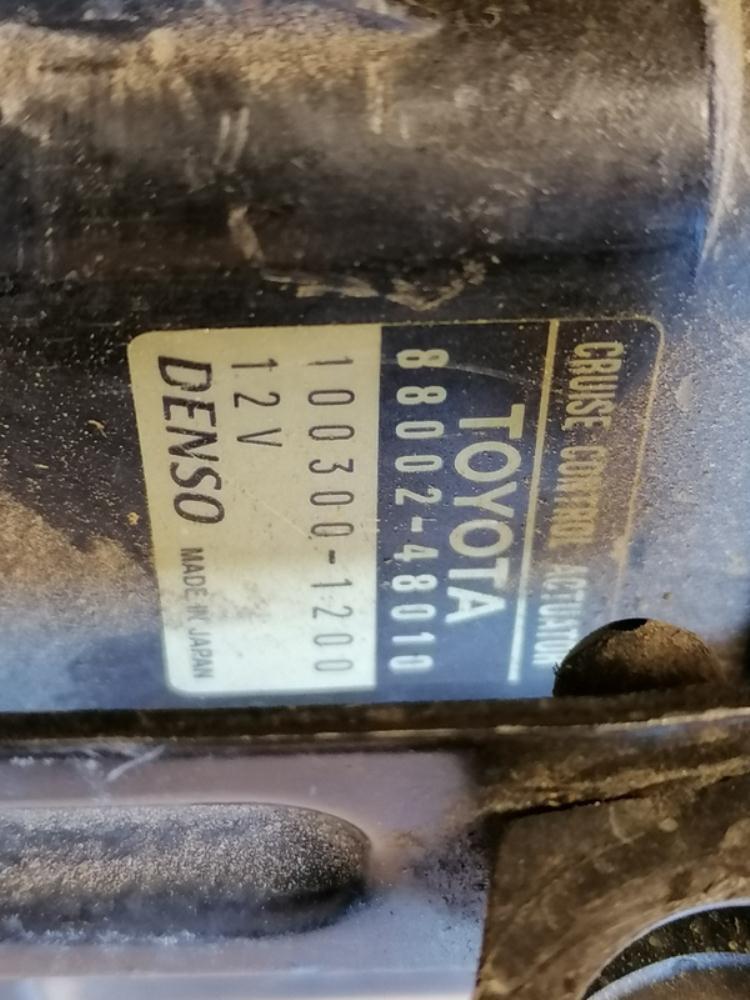 CRUISE CONTROL ACTUATOR
TOYOTA
88002-48010
100300-1200
12V
DENSO MADE IN JAPAN